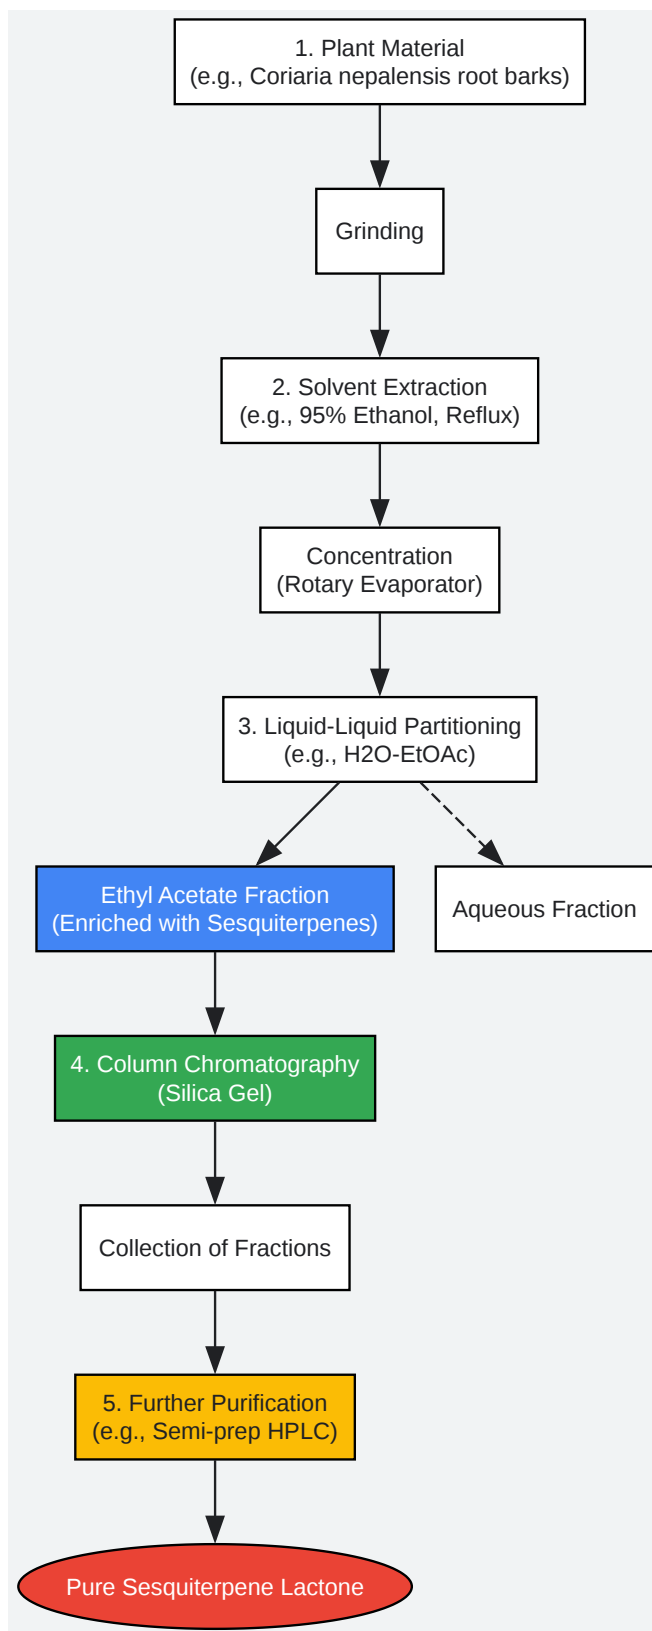 1. Plant Material
(e.g., Coriaria nepalensis root barks)
Grinding
2. Solvent Extraction
(e.g., 95% Ethanol, Reflux)
Concentration
(Rotary Evaporator)
3. Liquid-Liquid Partitioning
(e.g., H2O-EtOAc)
Ethyl Acetate Fraction
(Enriched with Sesquiterpenes)
Aqueous Fraction
4. Column Chromatography
(Silica Gel)
Collection of Fractions
5. Further Purification
(e.g., Semi-prep HPLC)
Pure Sesquiterpene Lactone